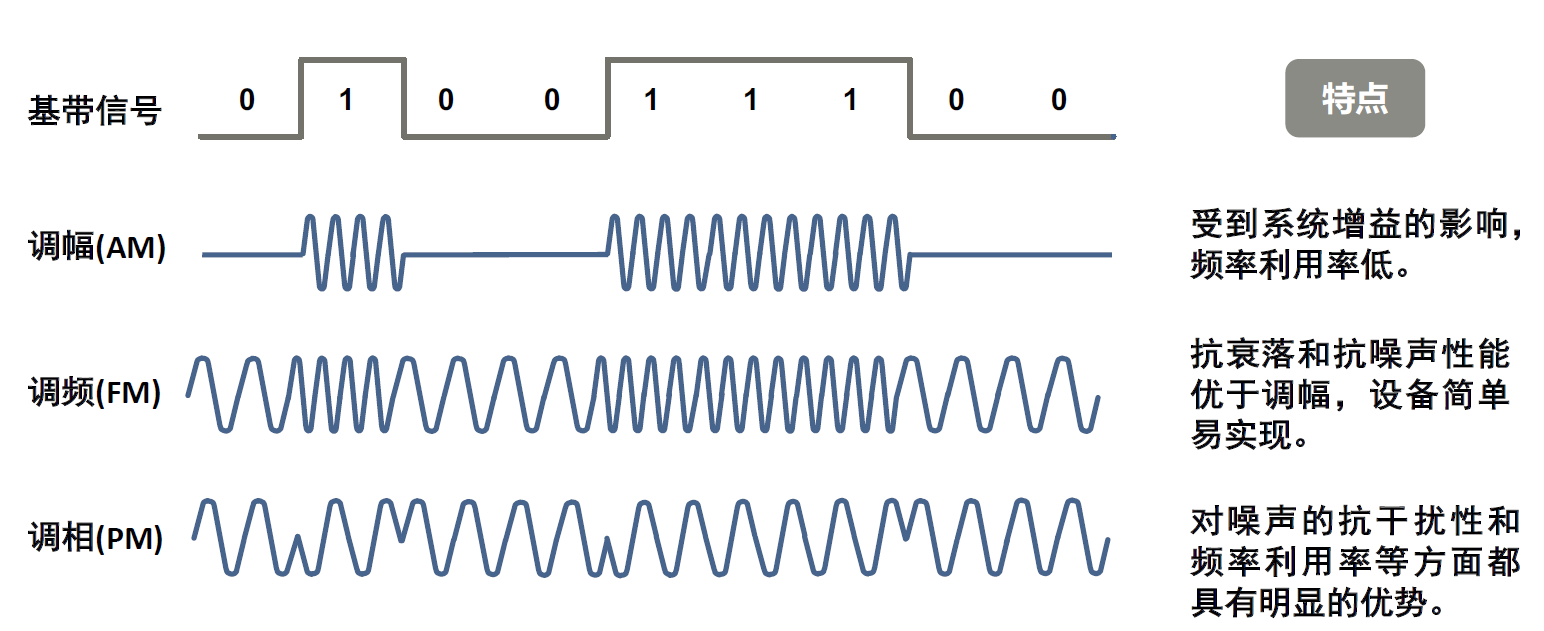 基带信号 0 1 0 0 1 1 1 0 0 特点
调幅(AM) 受到系统增益的影响，
频率利用率低。
调频(FM) 抗衰落和抗噪声性能
优于调幅，设备简单
易实现。
调相(PM) 对噪声的抗干扰性和
频率利用率等方面都
具有明显的优势。